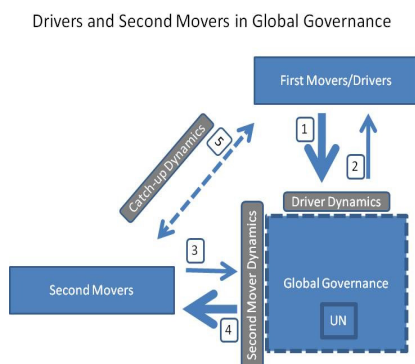 Drivers and Second Movers in Global Governance
First Movers/Drivers
1
2
Catch-up Dynamics
5
Driver Dynamics
3
Second Mover Dynamics
Second Movers
Global Governance
4
UN